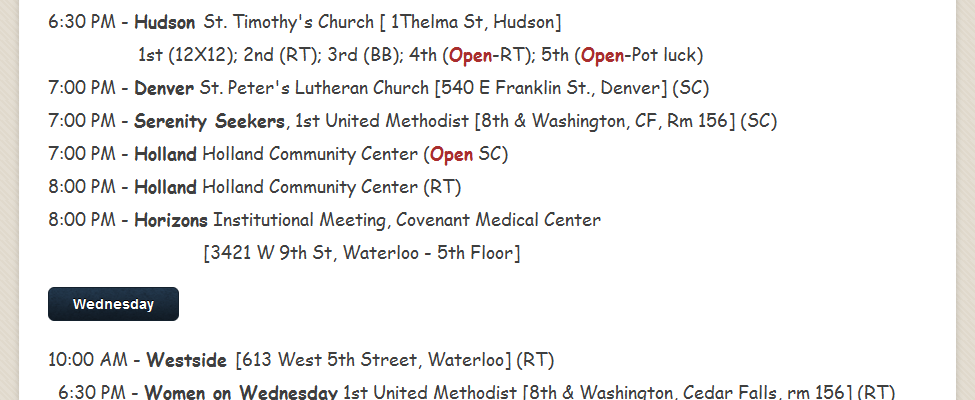 6:30 PM - Hudson St. Timothy's Church [ 1Thelma St, Hudson]
1st (12X12); 2nd (RT); 3rd (BB); 4th (Open-RT); 5th (Open-Pot luck)
7:00 PM - Denver St. Peter's Lutheran Church [540 E Franklin St., Denver] (SC)
7:00 PM - Serenity Seekers, 1st United Methodist [8th & Washington, CF, Rm 156] (SC)
7:00 PM - Holland Holland Community Center (Open SC)
8:00 PM - Holland Holland Community Center (RT)
8:00 PM - Horizons Institutional Meeting, Covenant Medical Center
[3421 W 9th St, Waterloo - 5th Floor]
Wednesday
10:00 AM - Westside [613 West 5th Street, Waterloo] (RT)
6:30 PM - Women on Wednesday 1st United Methodist [8th & Washington, Cedar Falls, rm 156] (RT)